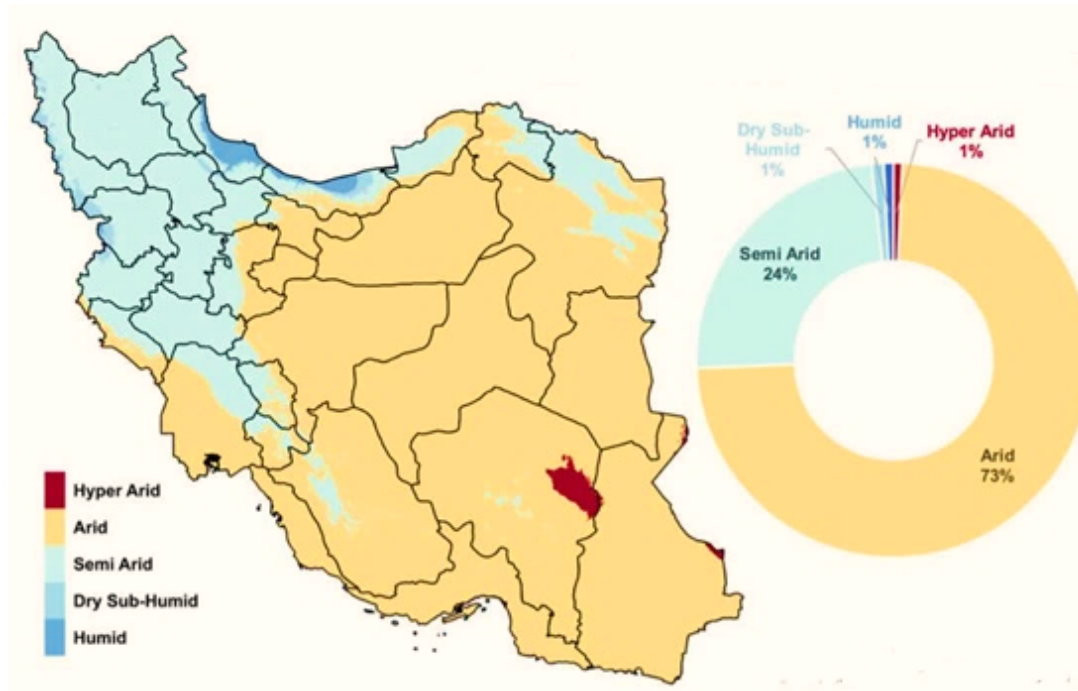 Dry Sub-
Humid
1%
Humid
1%
Hyper Arid
1%
Semi Arid
24%
Arid
73%
Hyper Arid
Arid
Semi Arid
Dry Sub-Humid
Humid